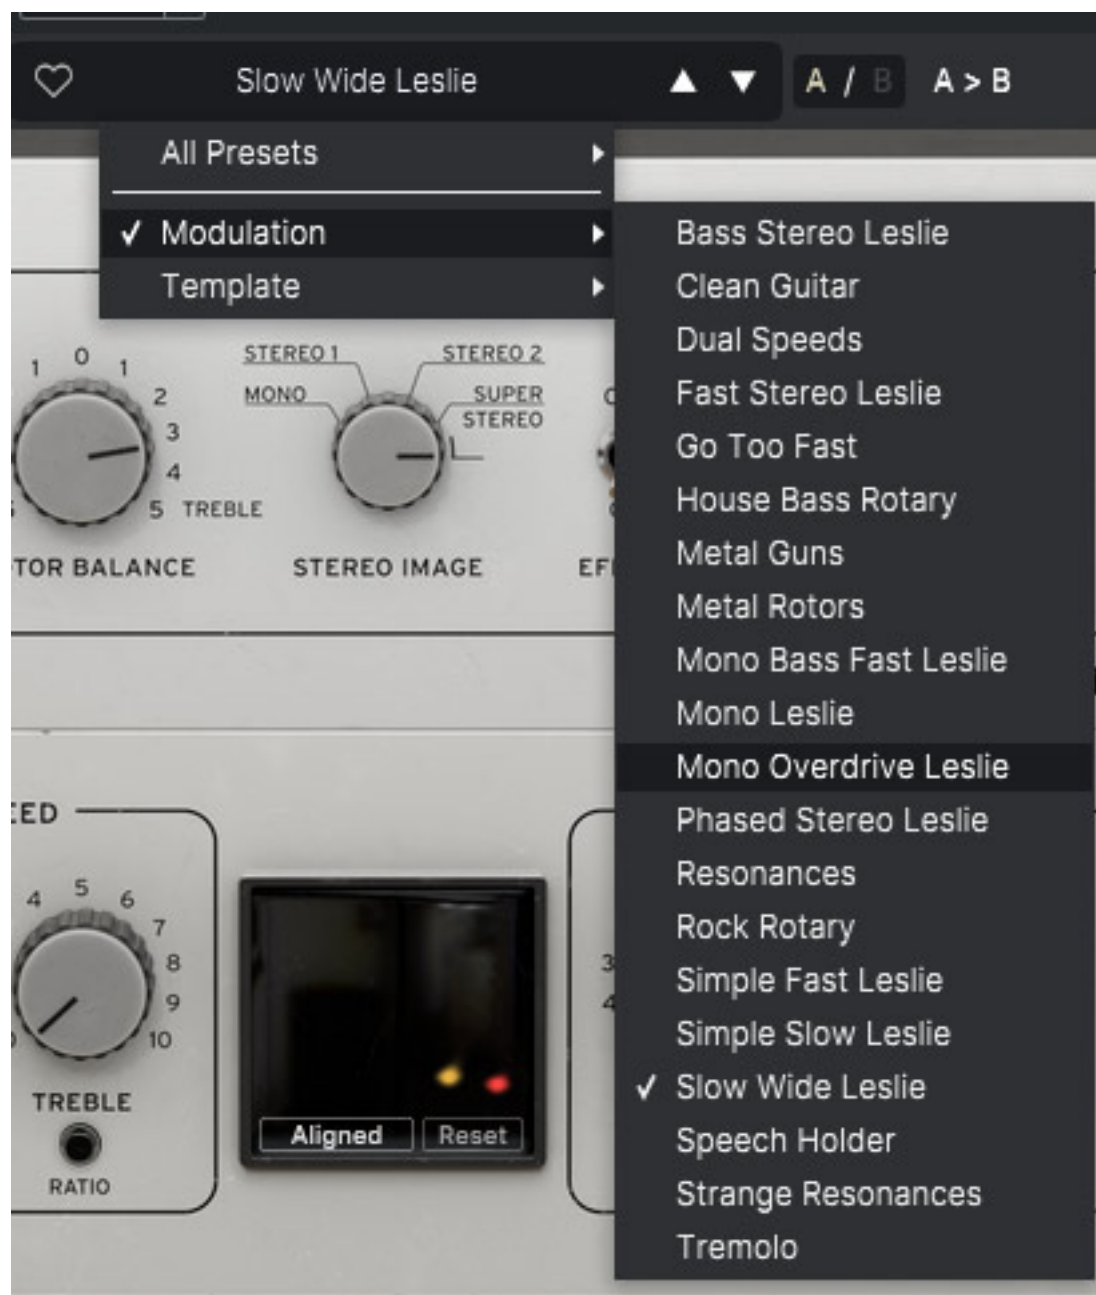 Slow Wide Leslie
A / B
A > B
All Presets
✓ Modulation
Template
Bass Stereo Leslie
Clean Guitar
Dual Speeds
Fast Stereo Leslie
Go Too Fast
House Bass Rotary
Metal Guns
Metal Rotors
Mono Bass Fast Leslie
Mono Leslie
Mono Overdrive Leslie
Phased Stereo Leslie
Resonances
Rock Rotary
Simple Fast Leslie
Simple Slow Leslie
✓ Slow Wide Leslie
Speech Holder
Strange Resonances
Tremolo
1 0 1
2
3
4
5 TREBLE
TOR BALANCE
STEREO 1
STEREO 2
MONO
SUPER
STEREO
STEREO IMAGE
EF
EED
4 5 6
7
8
9
10
TREBLE
RATIO
Aligned
Reset
3
4